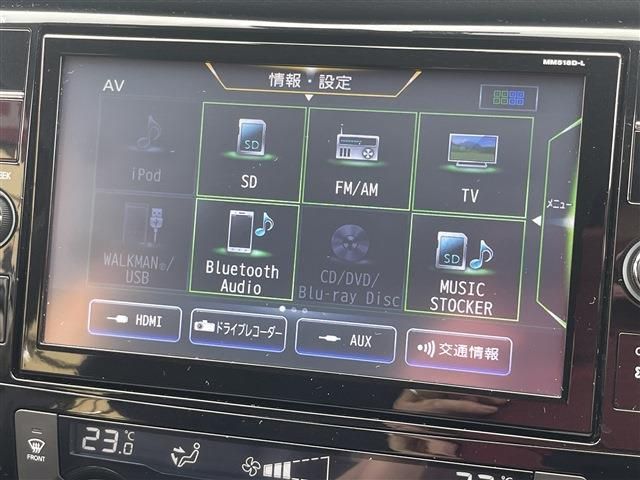 MM518D-L
情報・設定
AV
SD
iPod
SD
FM/AM
TV
メニュー
WALKMAN®/
USB
Bluetooth
Audio
CD/DVD/
Blu-ray Disc
SD
MUSIC
STOCKER
HDMI
ドライブレコーダー
AUX
交通情報
FRONT
23.0
°C